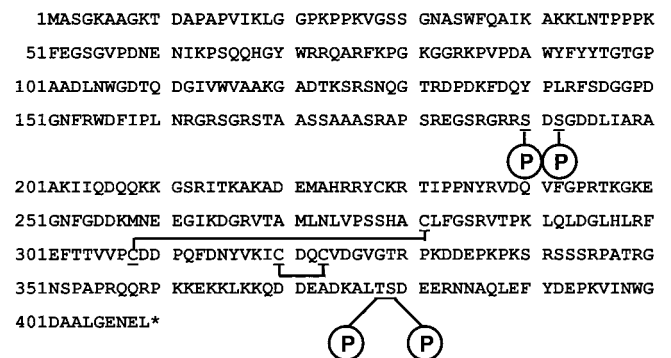 1MASGKAAGKT DAPAPVIKLG GPKPPKVGSSG NASWFQAIK AKKLNTPPPK
51FEGSGVPDNE NIKPSQQHGY WRRQARFKPG KGGRKPVPDA WYFYYTGTGP
101AADLNWGDTQ DGIVWVAAKG ADTKSRSNQG TRDPDKFDQY PLRFSDGGPD
151GNFRWDFIPL NRGRSGRSTA ASSAAASRAP SREGSRGRRS DSGDDLIARA
P P
201AKIIQDQQKK GSRITKAKAD EMAHRRYCKR TIPPNYRVDQ VFGPRTKGKE
251GNFGDDKMNE EGIKDGRVTA MLNLVPSSHA CLFGSRVTPK LQLDGLHLRF
301EFTTVVPCDD PQFDNYVKIC DQCVDGVGTR PKDDEPKPKS RSSSRPATRG
351NSPAPRQQRP KKEKKLKKQD DEADKALTSD EERNNAQLEF YDEPKVINWG
401DAALGENEL*
P P